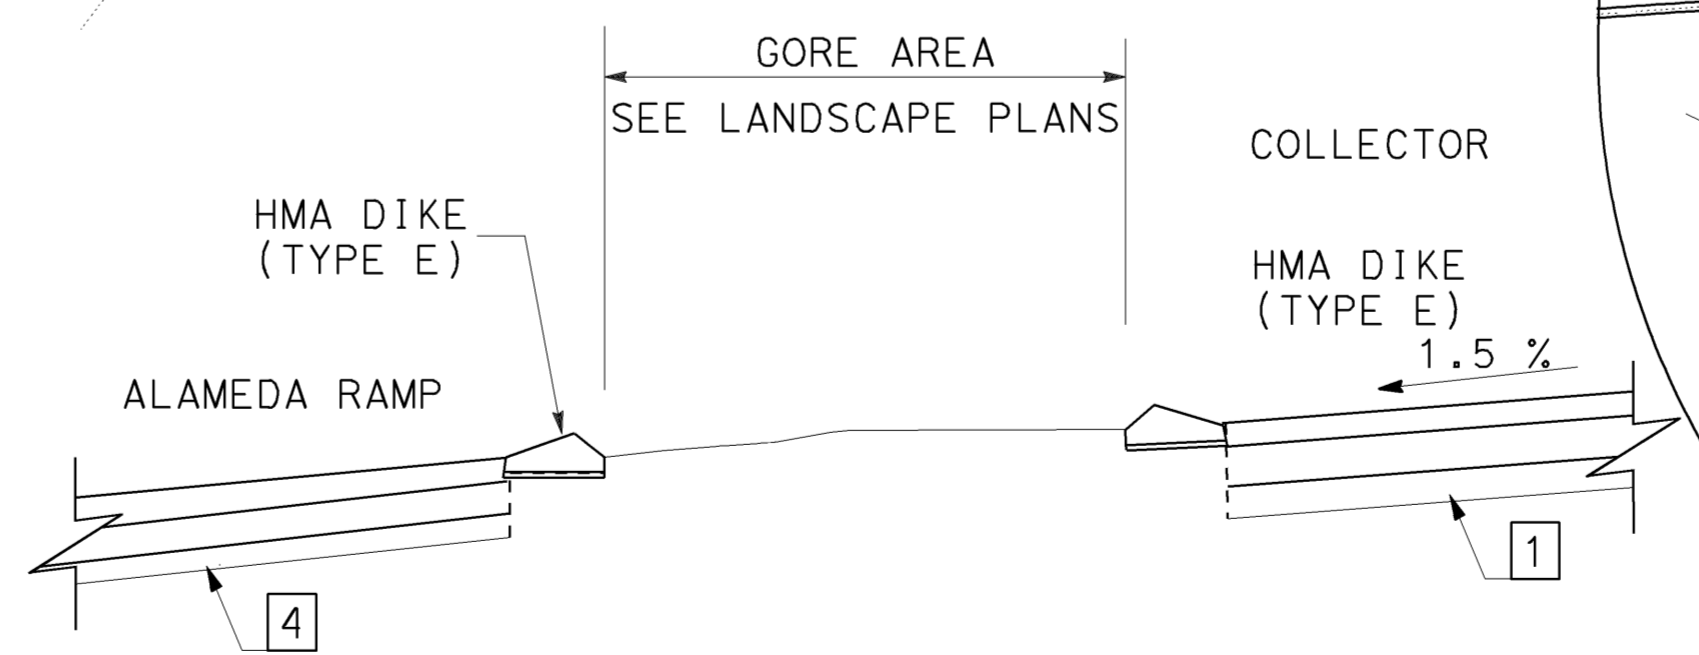 GORE AREA
SEE LANDSCAPE PLANS
COLLECTOR
HMA DIKE
(TYPE E)
HMA DIKE
(TYPE E)
1.5 %
ALAMEDA RAMP
1
4